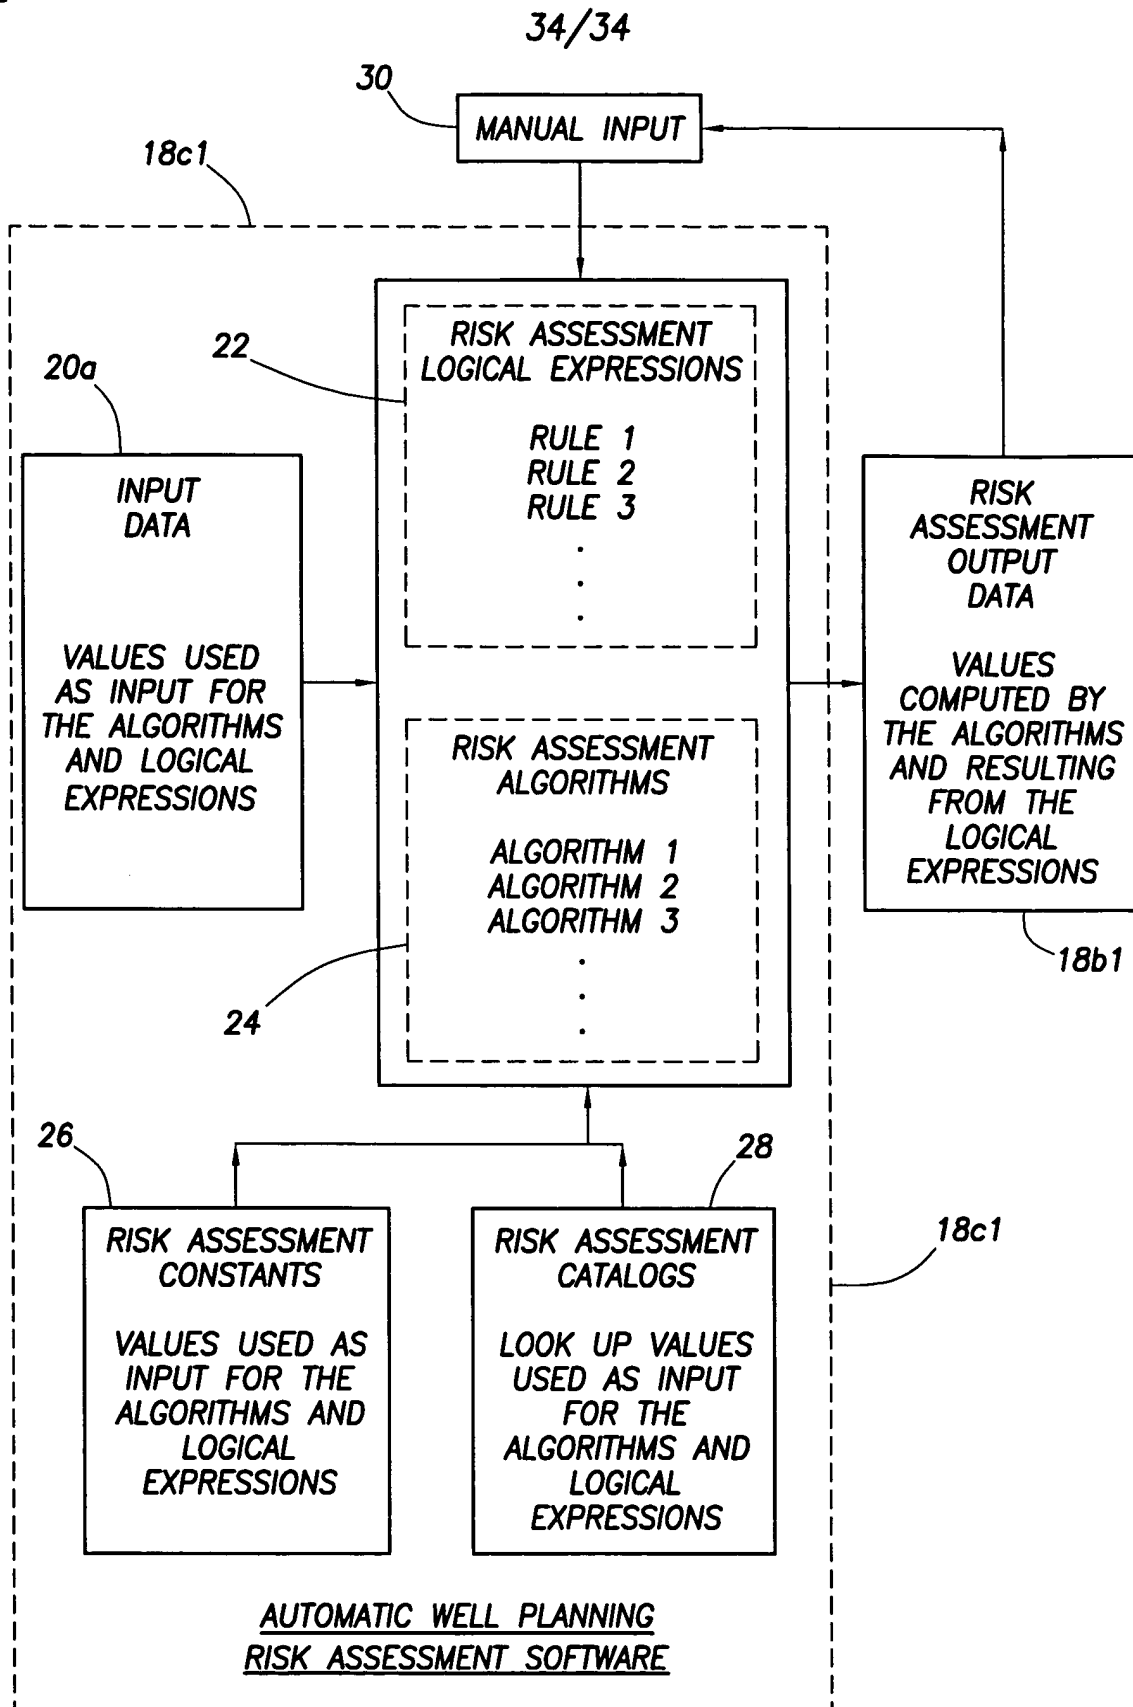 34/34
30
MANUAL INPUT
18c1
22
RISK ASSESSMENT
LOGICAL EXPRESSIONS
RULE 1
RULE 2
RULE 3
.
.
.
20a
INPUT
DATA
VALUES USED
AS INPUT FOR
THE ALGORITHMS
AND LOGICAL
EXPRESSIONS
RISK
ASSESSMENT
OUTPUT
DATA
VALUES
COMPUTED BY
THE ALGORITHMS
AND RESULTING
FROM THE
LOGICAL
EXPRESSIONS
18b1
RISK ASSESSMENT
ALGORITHMS
ALGORITHM 1
ALGORITHM 2
ALGORITHM 3
.
.
.
24
26
RISK ASSESSMENT
CONSTANTS
VALUES USED AS
INPUT FOR THE
ALGORITHMS AND
LOGICAL
EXPRESSIONS
28
RISK ASSESSMENT
CATALOGS
LOOK UP VALUES
USED AS INPUT
FOR THE
ALGORITHMS AND
LOGICAL
EXPRESSIONS
18c1
AUTOMATIC WELL PLANNING
RISK ASSESSMENT SOFTWARE